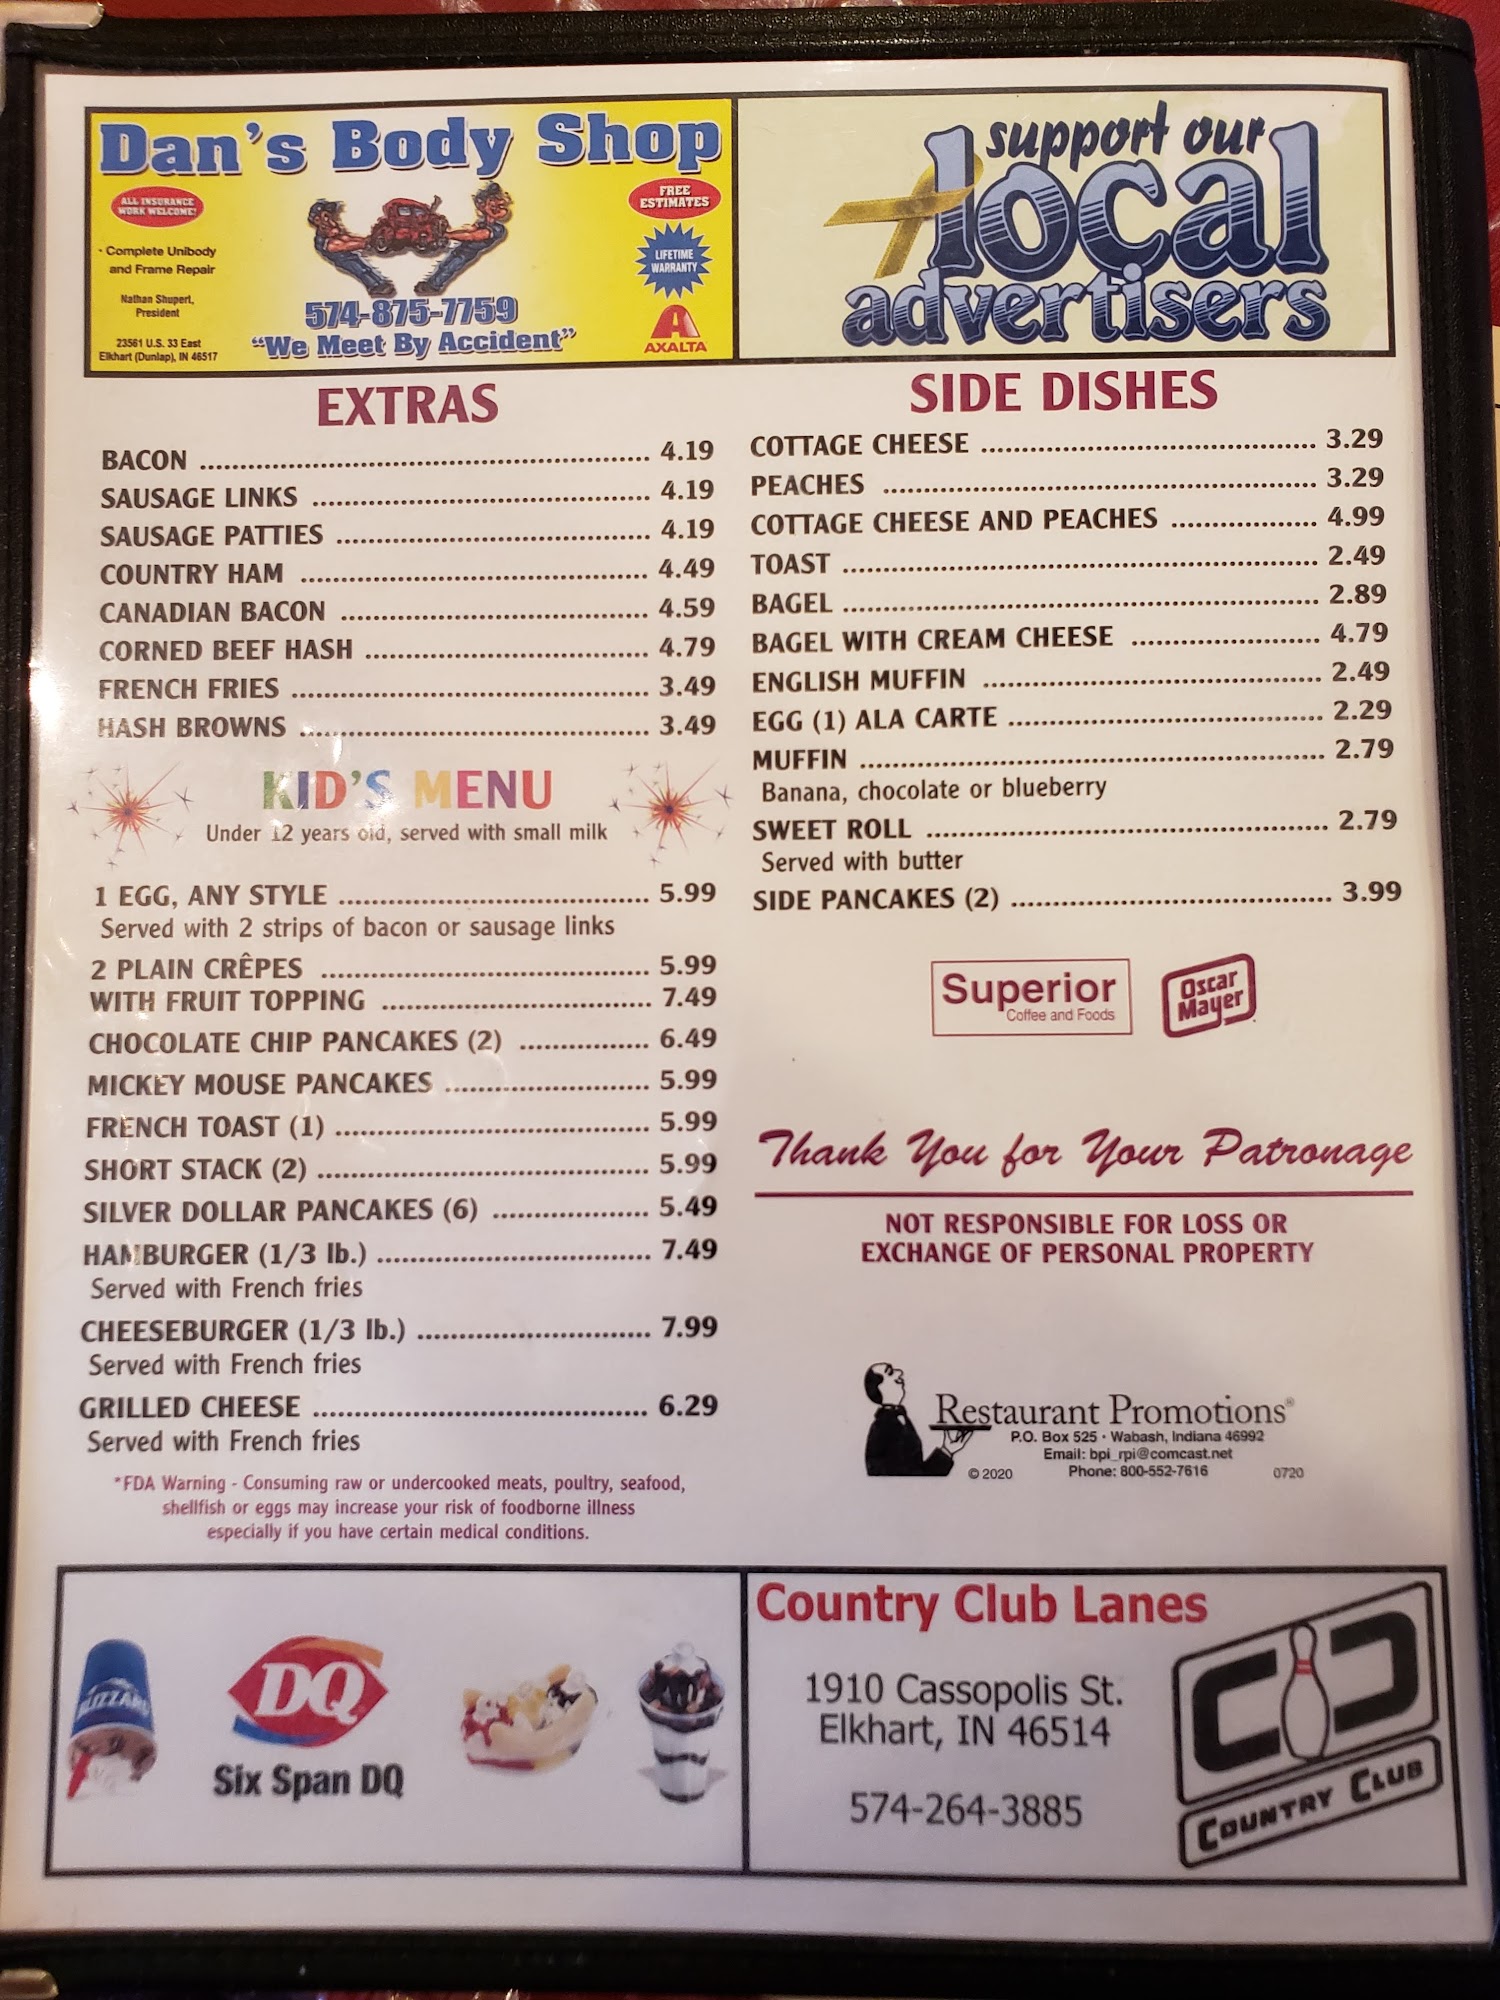 Dan's Body Shop
ALL INSURANCE
WORK WELCOME!
• Complete Unibody
and Frame Repair
Nathan Shupert,
President
23561 U.S. 33 East
Elkhart (Dunlap), IN 46517
574-875-7759
"We Meet By Accident"
FREE
ESTIMATES
LIFETIME
WARRANTY
AXALTA
support our
local
advertisers
EXTRAS
BACON 4.19
SAUSAGE LINKS 4.19
SAUSAGE PATTIES 4.19
COUNTRY HAM 4.49
CANADIAN BACON 4.59
CORNED BEEF HASH 4.79
FRENCH FRIES 3.49
HASH BROWNS 3.49
KID'S MENU
Under 12 years old, served with small milk
1 EGG, ANY STYLE 5.99
Served with 2 strips of bacon or sausage links
2 PLAIN CRÊPES 5.99
WITH FRUIT TOPPING 7.49
CHOCOLATE CHIP PANCAKES (2) 6.49
MICKEY MOUSE PANCAKES 5.99
FRENCH TOAST (1) 5.99
SHORT STACK (2) 5.99
SILVER DOLLAR PANCAKES (6) 5.49
HAMBURGER (1/3 lb.) 7.49
Served with French fries
CHEESEBURGER (1/3 lb.) 7.99
Served with French fries
GRILLED CHEESE 6.29
Served with French fries
*FDA Warning - Consuming raw or undercooked meats, poultry, seafood,
shellfish or eggs may increase your risk of foodborne illness
especially if you have certain medical conditions.
SIDE DISHES
COTTAGE CHEESE 3.29
PEACHES 3.29
COTTAGE CHEESE AND PEACHES 4.99
TOAST 2.49
BAGEL 2.89
BAGEL WITH CREAM CHEESE 4.79
ENGLISH MUFFIN 2.49
EGG (1) ALA CARTE 2.29
MUFFIN 2.79
Banana, chocolate or blueberry
SWEET ROLL 2.79
Served with butter
SIDE PANCAKES (2) 3.99
Superior
Coffee and Foods
Oscar
Mayer
Thank You for Your Patronage
NOT RESPONSIBLE FOR LOSS OR
EXCHANGE OF PERSONAL PROPERTY
Restaurant Promotions®
P.O. Box 525 • Wabash, Indiana 46992
Email: bpi_rpi@comcast.net
© 2020 Phone: 800-552-7616 0720
BLIZZARD
DQ
Six Span DQ
Country Club Lanes
1910 Cassopolis St.
Elkhart, IN 46514
574-264-3885
COUNTRY CLUB